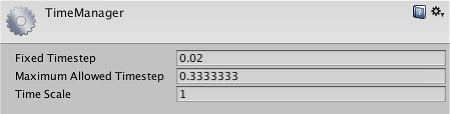 TimeManager
Fixed Timestep 0.02
Maximum Allowed Timestep 0.3333333
Time Scale 1